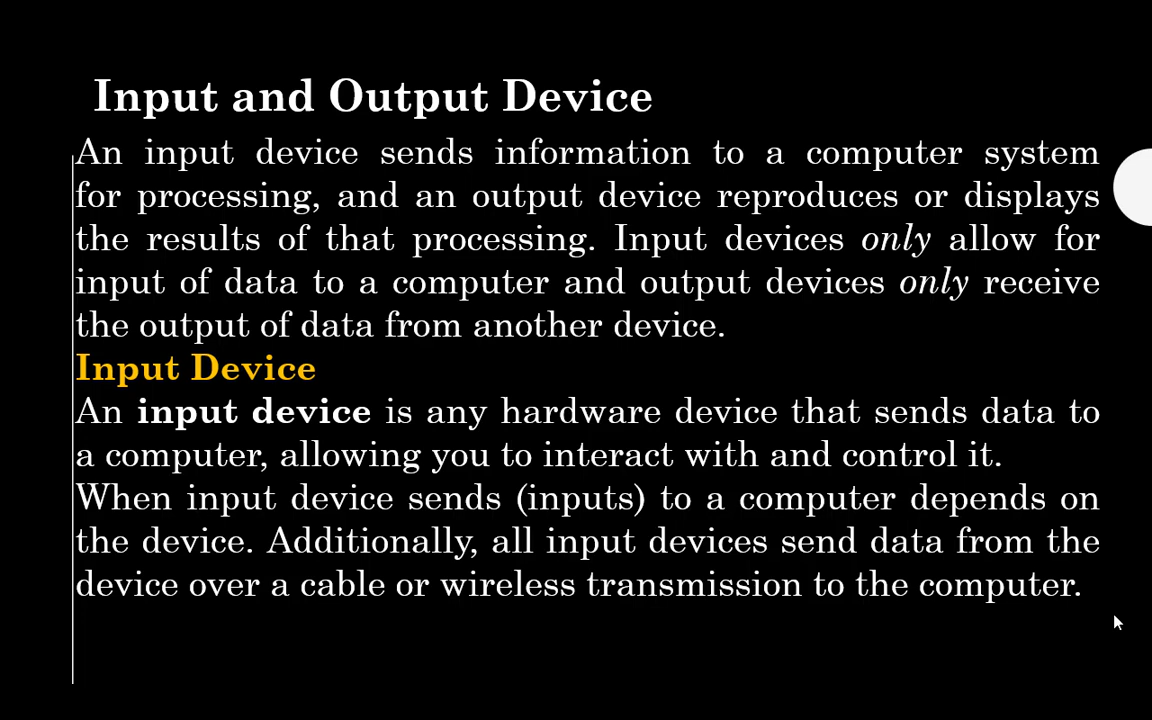 Input and Output Device
An input device sends information to a computer system
for processing, and an output device reproduces or displays
the results of that processing. Input devices only allow for
input of data to a computer and output devices only receive
the output of data from another device.
Input Device
An input device is any hardware device that sends data to
a computer, allowing you to interact with and control it.
When input device sends (inputs) to a computer depends on
the device. Additionally, all input devices send data from the
device over a cable or wireless transmission to the computer.